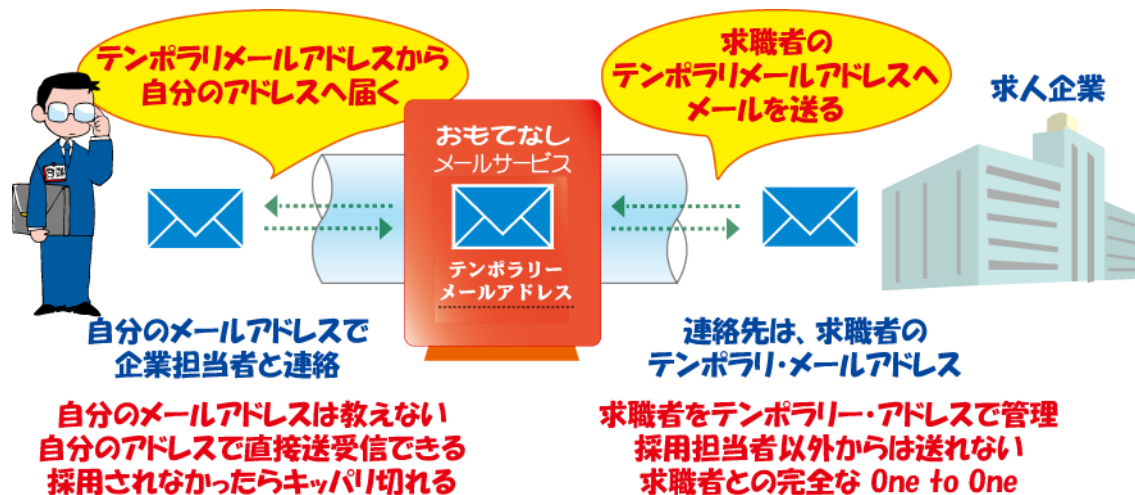 テンポラリメールアドレスから
自分のアドレスへ届く
求職者の
テンポラリメールアドレスへ
メールを送る
求人企業
おもてなし
メールサービス
テンポラリー
メールアドレス
自分のメールアドレスで
企業担当者と連絡
連絡先は、求職者の
テンポラリ・メールアドレス
自分のメールアドレスは教えない
自分のアドレスで直接送受信できる
採用されなかったらキッパリ切れる
求職者をテンポラリー・アドレスで管理
採用担当者以外からは送れない
求職者との完全な One to One